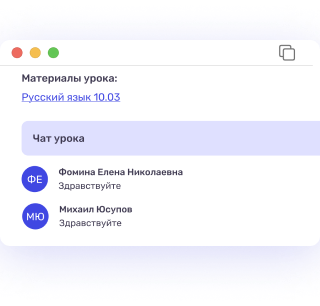 Материалы урока:
Русский язык 10.03
Чат урока
ФЕ
Фомина Елена Николаевна
Здравствуйте
МЮ
Михаил Юсупов
Здравствуйте